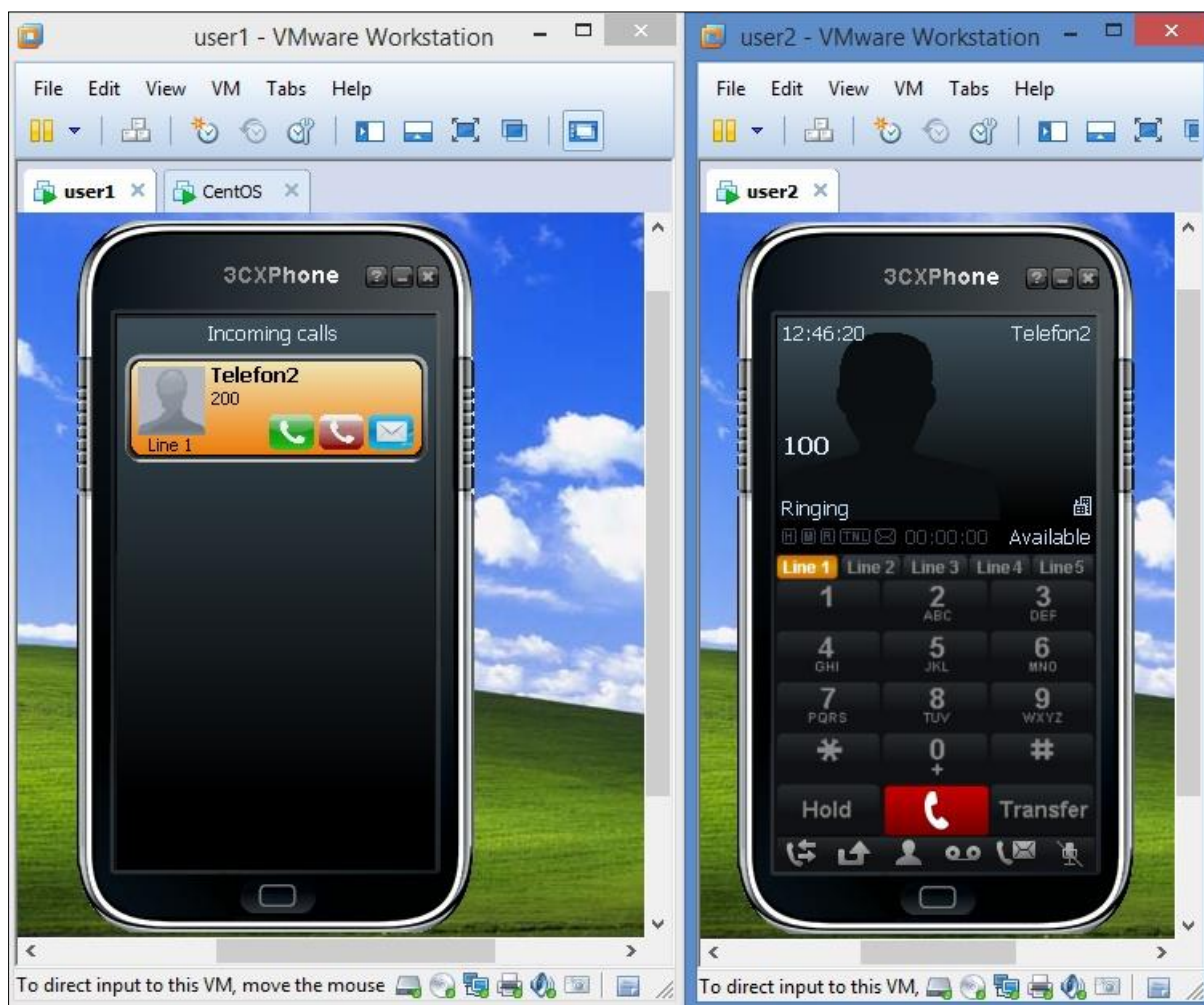 user1 - VMware Workstation
File Edit View VM Tabs Help
user1
CentOS
3CXPhone
Incoming calls
Telefon2
200
Line 1
To direct input to this VM, move the mouse
user2 - VMware Workstation
File Edit View VM Tabs Help
user2
3CXPhone
12:46:20 Telefon2
100
Ringing
H M R TNL 00:00:00 Available
Line 1 Line 2 Line 3 Line 4 Line5
1 2 3
ABC DEF
4 5 6
GHI JKL MNO
7 8 9
PQRS TUV WXYZ
* 0 #
+
Hold Transfer
To direct input to this VM,